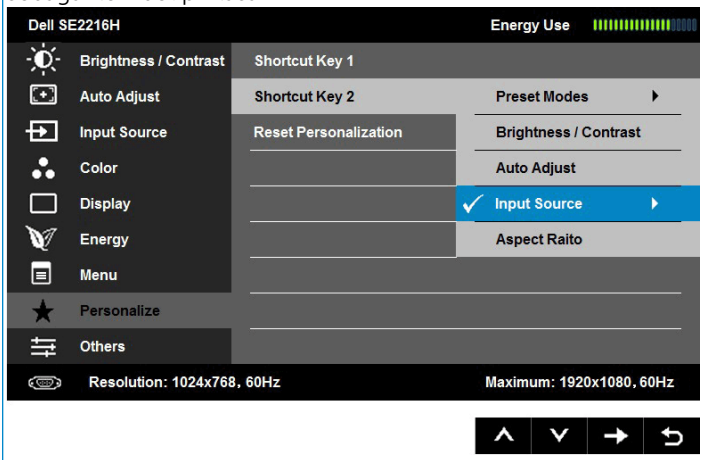 Dell SE2216H Energy Use
Brightness / Contrast Shortcut Key 1
Auto Adjust Shortcut Key 2 Preset Modes
Input Source Reset Personalization Brightness / Contrast
Color Auto Adjust
Display Input Source
Energy Aspect Raito
Menu
Personalize
Others
Resolution: 1024x768, 60Hz Maximum: 1920x1080, 60Hz